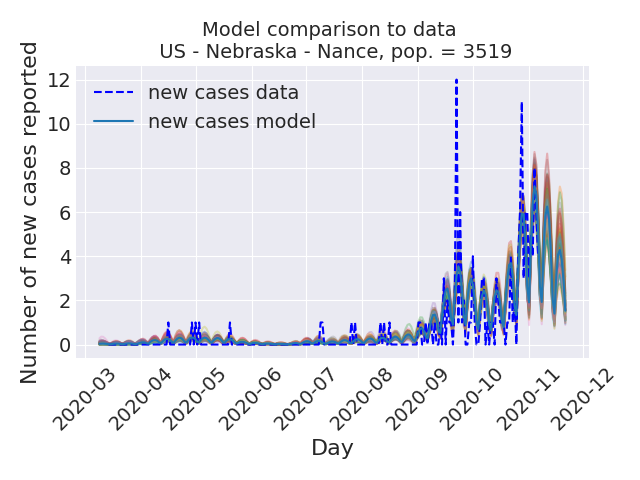 Model comparison to data
US - Nebraska - Nance, pop. = 3519
Number of new cases reported
12
10
8
6
4
2
0
new cases data
new cases model
2020-03
2020-04
2020-05
2020-06
2020-07
2020-08
2020-09
2020-10
2020-11
2020-12
Day